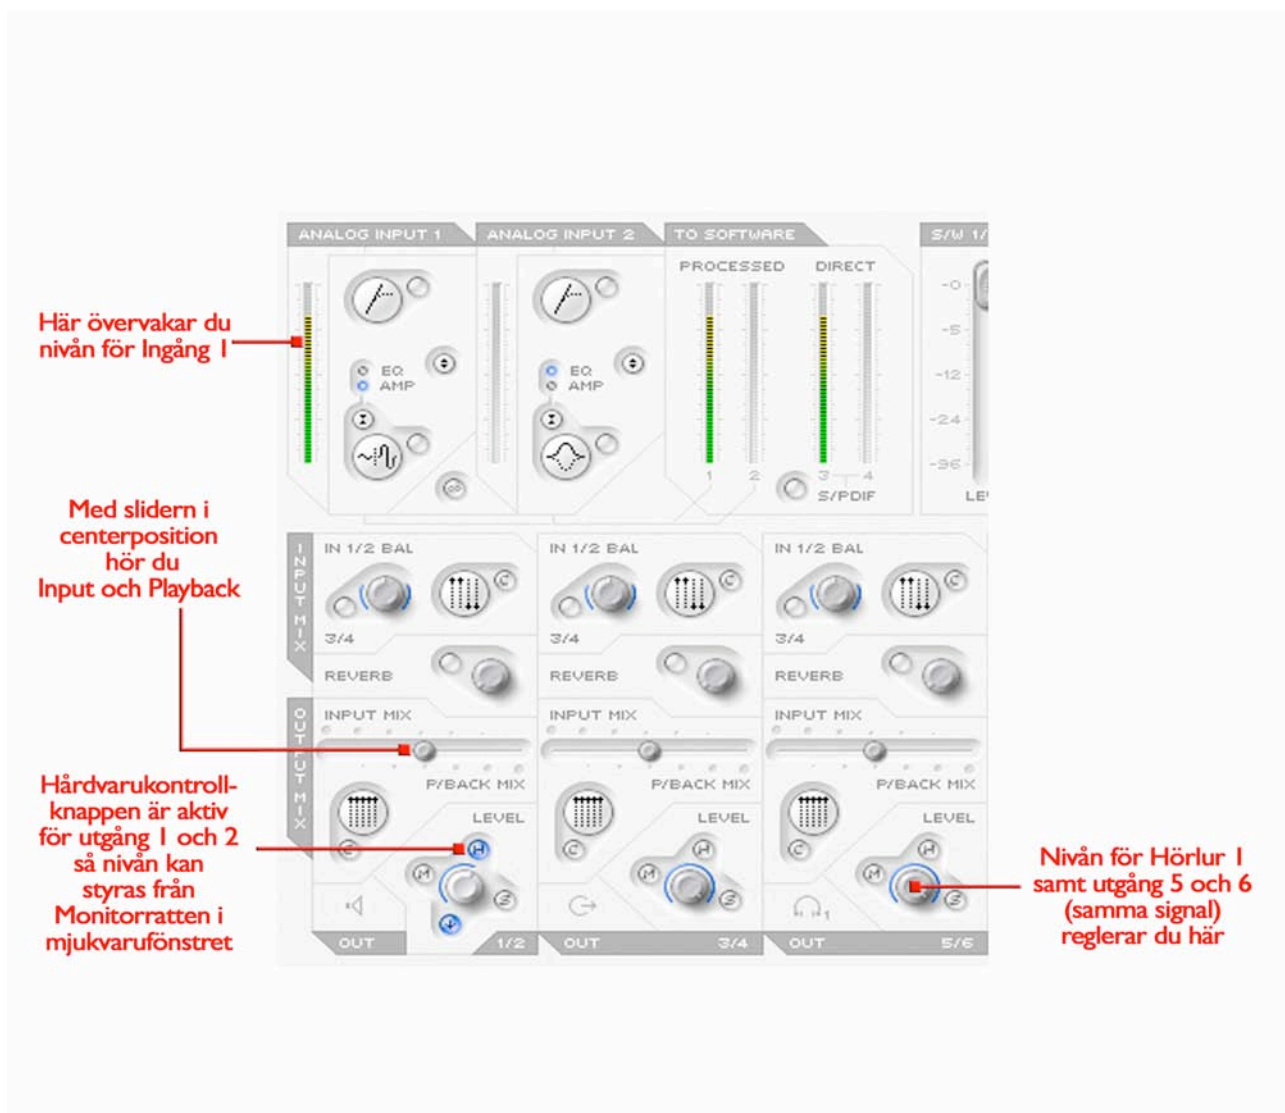 ANALOG INPUT 1
ANALOG INPUT 2
TO SOFTWARE
S/W 1/
PROCESSED
DIRECT
-0
-5
-12
-24
-96
EQ
AMP
EQ
AMP
1
2
3
4
S/PDIF
LE
Här övervakar du
nivån för Ingång 1
Med slidern i
centerposition
hör du
Input och Playback
INPUT MIX
IN 1/2 BAL
C
3/4
REVERB
IN 1/2 BAL
C
3/4
REVERB
IN 1/2 BAL
C
3/4
REVERB
OUTPUT MIX
INPUT MIX
P/BACK MIX
LEVEL
C
H
M
S
OUT
1/2
INPUT MIX
P/BACK MIX
LEVEL
C
H
M
S
OUT
3/4
INPUT MIX
P/BACK MIX
LEVEL
C
H
M
1
OUT
5/6
Hårdvarukontroll-
knappen är aktiv
för utgång 1 och 2
så nivån kan
styras från
Monitorratten i
mjukvarufönstret
Nivån för Hörlur 1
samt utgång 5 och 6
(samma signal)
reglerar du här